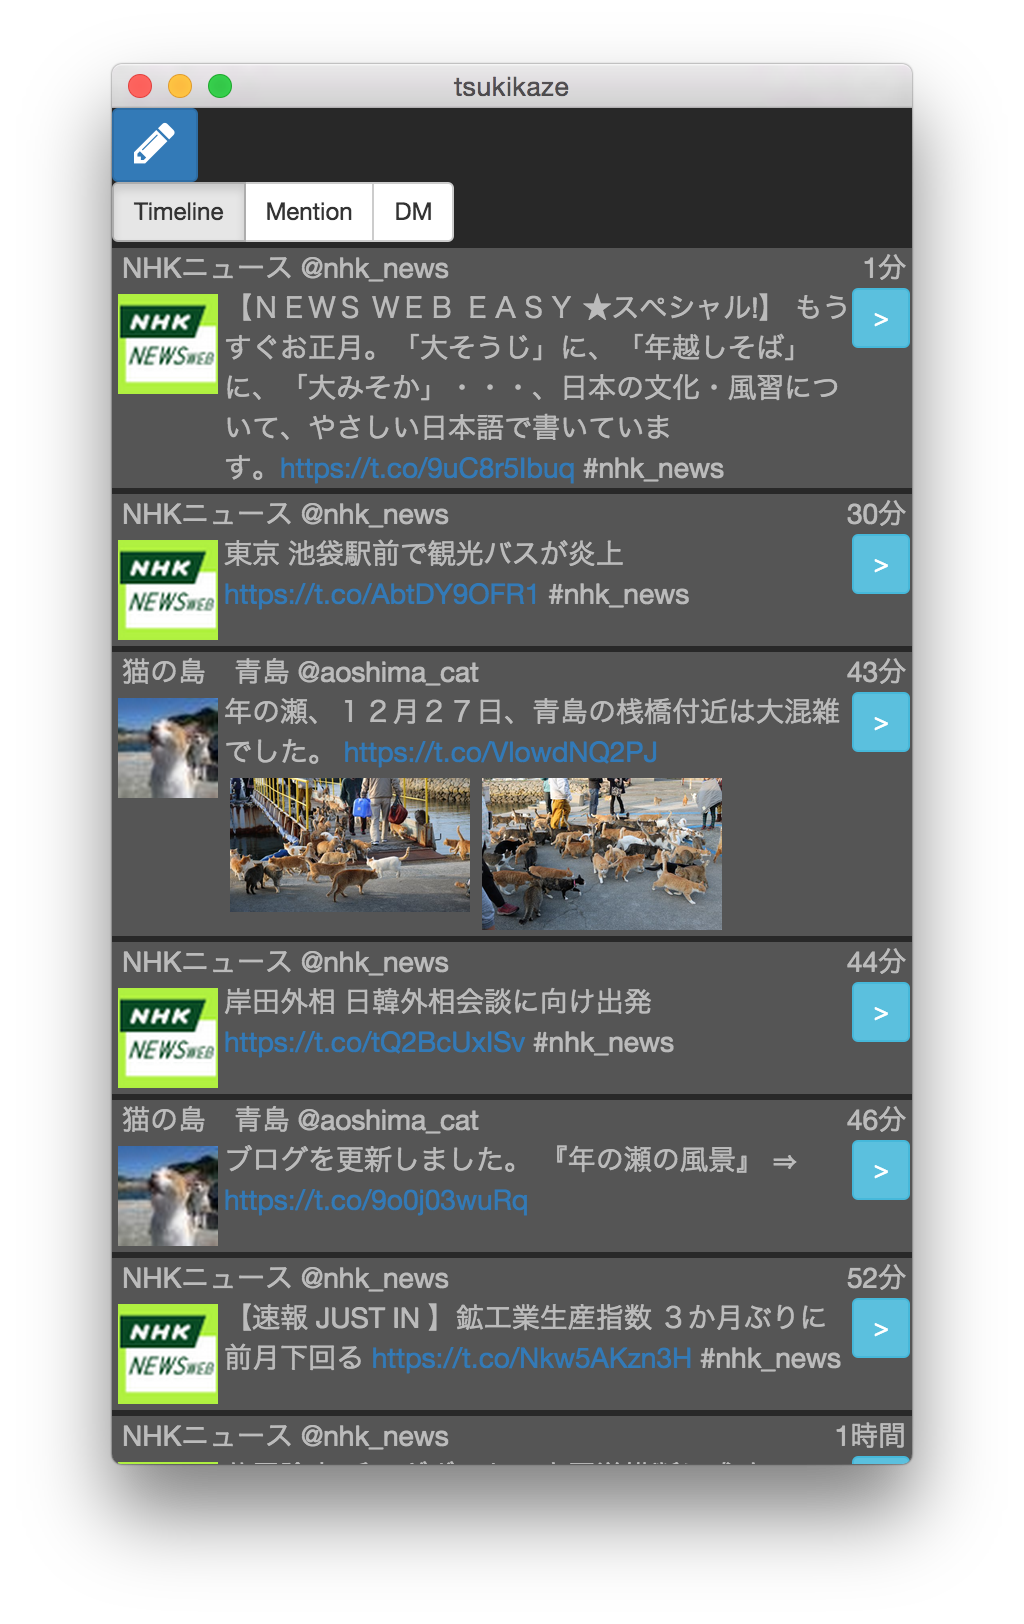 tsukikaze
Timeline Mention DM
NHKニュース @nhk_news 1分
NHK
NEWS WEB
【ＮＥＷＳ ＷＥＢ ＥＡＳＹ ★スペシャル!】 もう
すぐお正月。「大そうじ」に、「年越しそば」
に、「大みそか」・・・、日本の文化・風習につ
いて、やさしい日本語で書いていま
す。https://t.co/9uC8r5Ibuq #nhk_news
>
NHKニュース @nhk_news 30分
NHK
NEWS WEB
東京 池袋駅前で観光バスが炎上
https://t.co/AbtDY9OFR1 #nhk_news
>
猫の島　青島 @aoshima_cat 43分
年の瀬、１２月２７日、青島の桟橋付近は大混雑
でした。 https://t.co/VlowdNQ2PJ
>
NHKニュース @nhk_news 44分
NHK
NEWS WEB
岸田外相 日韓外相会談に向け出発
https://t.co/tQ2BcUxISv #nhk_news
>
猫の島　青島 @aoshima_cat 46分
ブログを更新しました。 『年の瀬の風景』 ⇒
https://t.co/9o0j03wuRq
>
NHKニュース @nhk_news 52分
NHK
NEWS WEB
【速報 JUST IN 】鉱工業生産指数 ３か月ぶりに
前月下回る https://t.co/Nkw5AKzn3H #nhk_news
>
NHKニュース @nhk_news 1時間